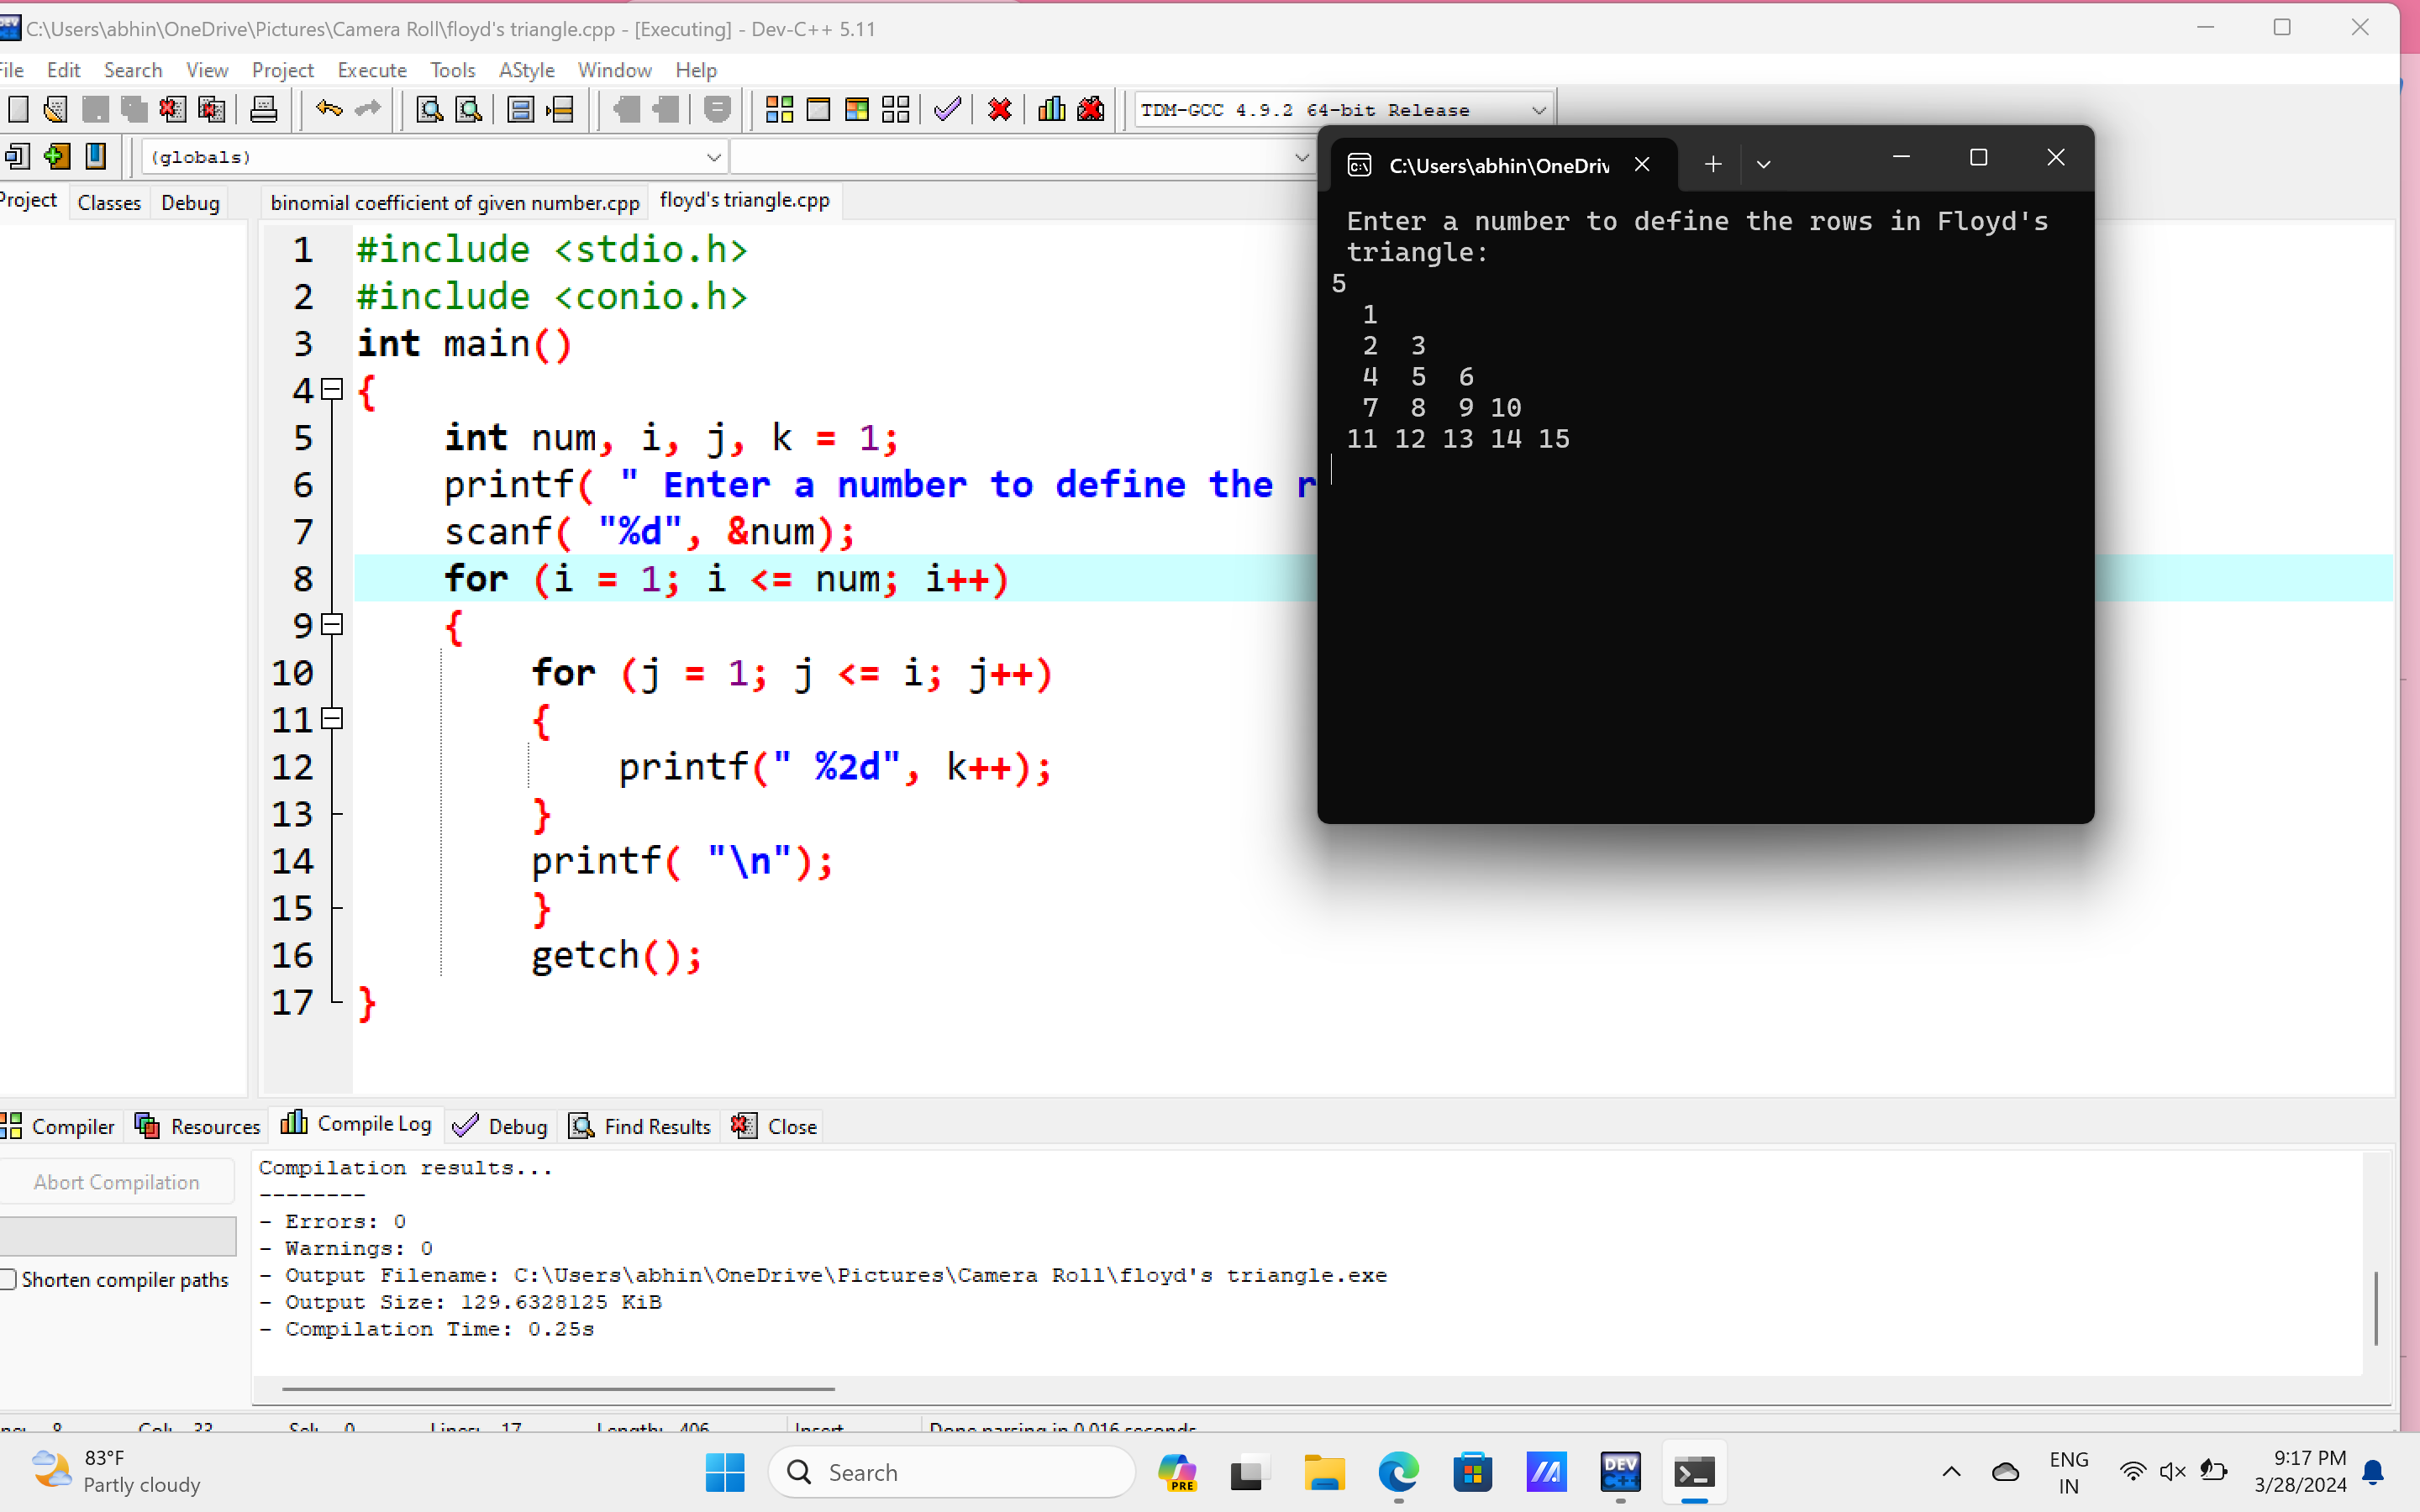 C:\Users\abhin\OneDrive\Pictures\Camera Roll\floyd's triangle.cpp - [Executing] - Dev-C++ 5.11
File Edit Search View Project Execute Tools AStyle Window Help
TDM-GCC 4.9.2 64-bit Release
(globals)
Project Classes Debug
binomial coefficient of given number.cpp floyd's triangle.cpp
1 #include <stdio.h>
2 #include <conio.h>
3 int main()
4 {
5 int num, i, j, k = 1;
6 printf( " Enter a number to define the r
7 scanf( "%d", &num);
8 for (i = 1; i <= num; i++)
9 {
10 for (j = 1; j <= i; j++)
11 {
12 printf(" %2d", k++);
13 }
14 printf( "\n");
15 }
16 getch();
17 }
C:\Users\abhin\OneDriv
Enter a number to define the rows in Floyd's
triangle:
5
1
2 3
4 5 6
7 8 9 10
11 12 13 14 15
Compiler Resources Compile Log Debug Find Results Close
Abort Compilation
Shorten compiler paths
Compilation results...
--------
- Errors: 0
- Warnings: 0
- Output Filename: C:\Users\abhin\OneDrive\Pictures\Camera Roll\floyd's triangle.exe
- Output Size: 129.6328125 KiB
- Compilation Time: 0.25s
8 Col: 33 Sel: 0 Lines: 17 Length: 406 Insert Done parsing in 0.016 seconds
83°F
Partly cloudy
Search
PRE
DEV
C++
ENG
IN
9:17 PM
3/28/2024